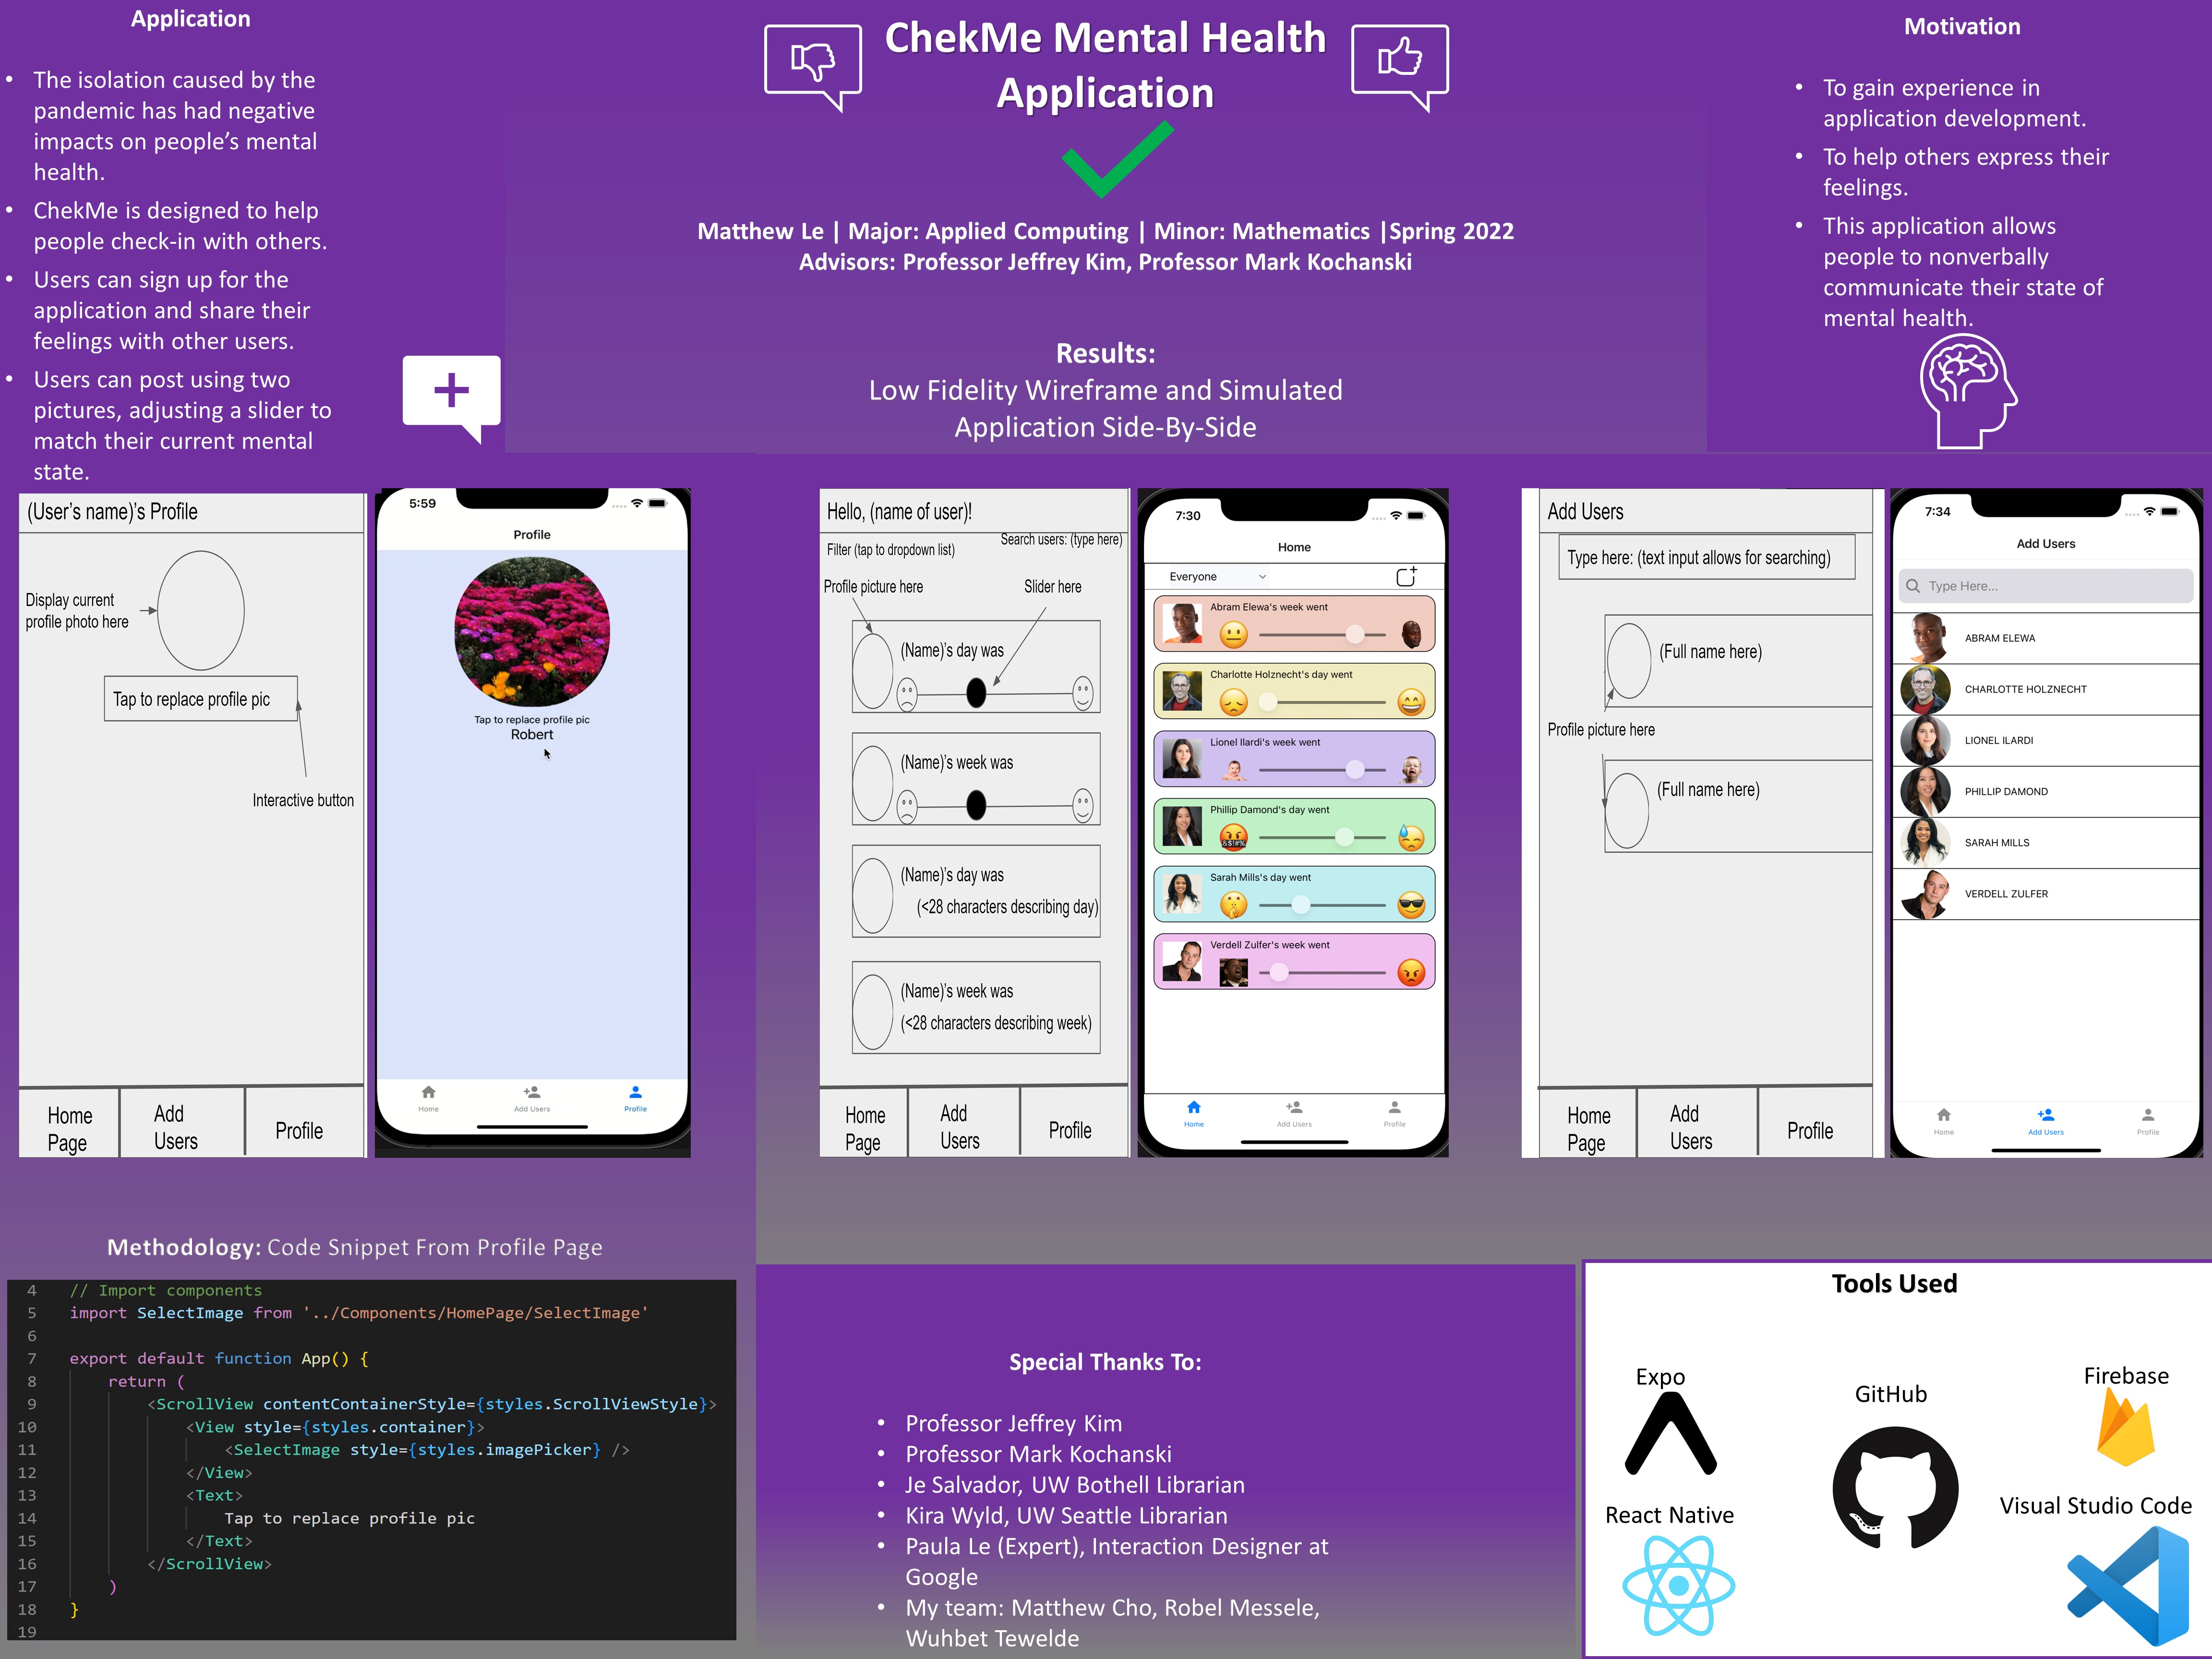 Application
• The isolation caused by the
pandemic has had negative
impacts on people's mental
health.
• ChekMe is designed to help
people check-in with others.
• Users can sign up for the
application and share their
feelings with other users.
• Users can post using two
pictures, adjusting a slider to
match their current mental
state.
ChekMe Mental Health
Application
Matthew Le | Major: Applied Computing | Minor: Mathematics |Spring 2022
Advisors: Professor Jeffrey Kim, Professor Mark Kochanski
Results:
Low Fidelity Wireframe and Simulated
Application Side-By-Side
Motivation
• To gain experience in
application development.
• To help others express their
feelings.
• This application allows
people to nonverbally
communicate their state of
mental health.
(User's name)'s Profile
Display current
profile photo here
Tap to replace profile pic
Interactive button
Home
Page
Add
Users
Profile
5:59
Profile
Tap to replace profile pic
Robert
Home
Add Users
Profile
Hello, (name of user)!
Filter (tap to dropdown list)
Search users: (type here)
Profile picture here
Slider here
(Name)'s day was
(Name)'s week was
(Name)'s day was
(<28 characters describing day)
(Name)'s week was
(<28 characters describing week)
Home
Page
Add
Users
Profile
7:30
Home
Everyone
Abram Elewa's week went
Charlotte Holznecht's day went
Lionel Ilardi's week went
Phillip Damond's day went
&$!#%
Sarah Mills's day went
Verdell Zulfer's week went
Home
Add Users
Profile
Add Users
Type here: (text input allows for searching)
(Full name here)
Profile picture here
(Full name here)
Home
Page
Add
Users
Profile
7:34
Add Users
Type Here...
ABRAM ELEWA
CHARLOTTE HOLZNECHT
LIONEL ILARDI
PHILLIP DAMOND
SARAH MILLS
VERDELL ZULFER
Home
Add Users
Profile
Methodology: Code Snippet From Profile Page
4 // Import components
5 import SelectImage from '../Components/HomePage/SelectImage'
6
7 export default function App() {
8 return (
9 <ScrollView contentContainerStyle={styles.ScrollViewStyle}>
10 <View style={styles.container}>
11 <SelectImage style={styles.imagePicker} />
12 </View>
13 <Text>
14 Tap to replace profile pic
15 </Text>
16 </ScrollView>
17 )
18 }
19
Special Thanks To:
• Professor Jeffrey Kim
• Professor Mark Kochanski
• Je Salvador, UW Bothell Librarian
• Kira Wyld, UW Seattle Librarian
• Paula Le (Expert), Interaction Designer at
Google
• My team: Matthew Cho, Robel Messele,
Wuhbet Tewelde
Tools Used
Expo
GitHub
Firebase
React Native
Visual Studio Code